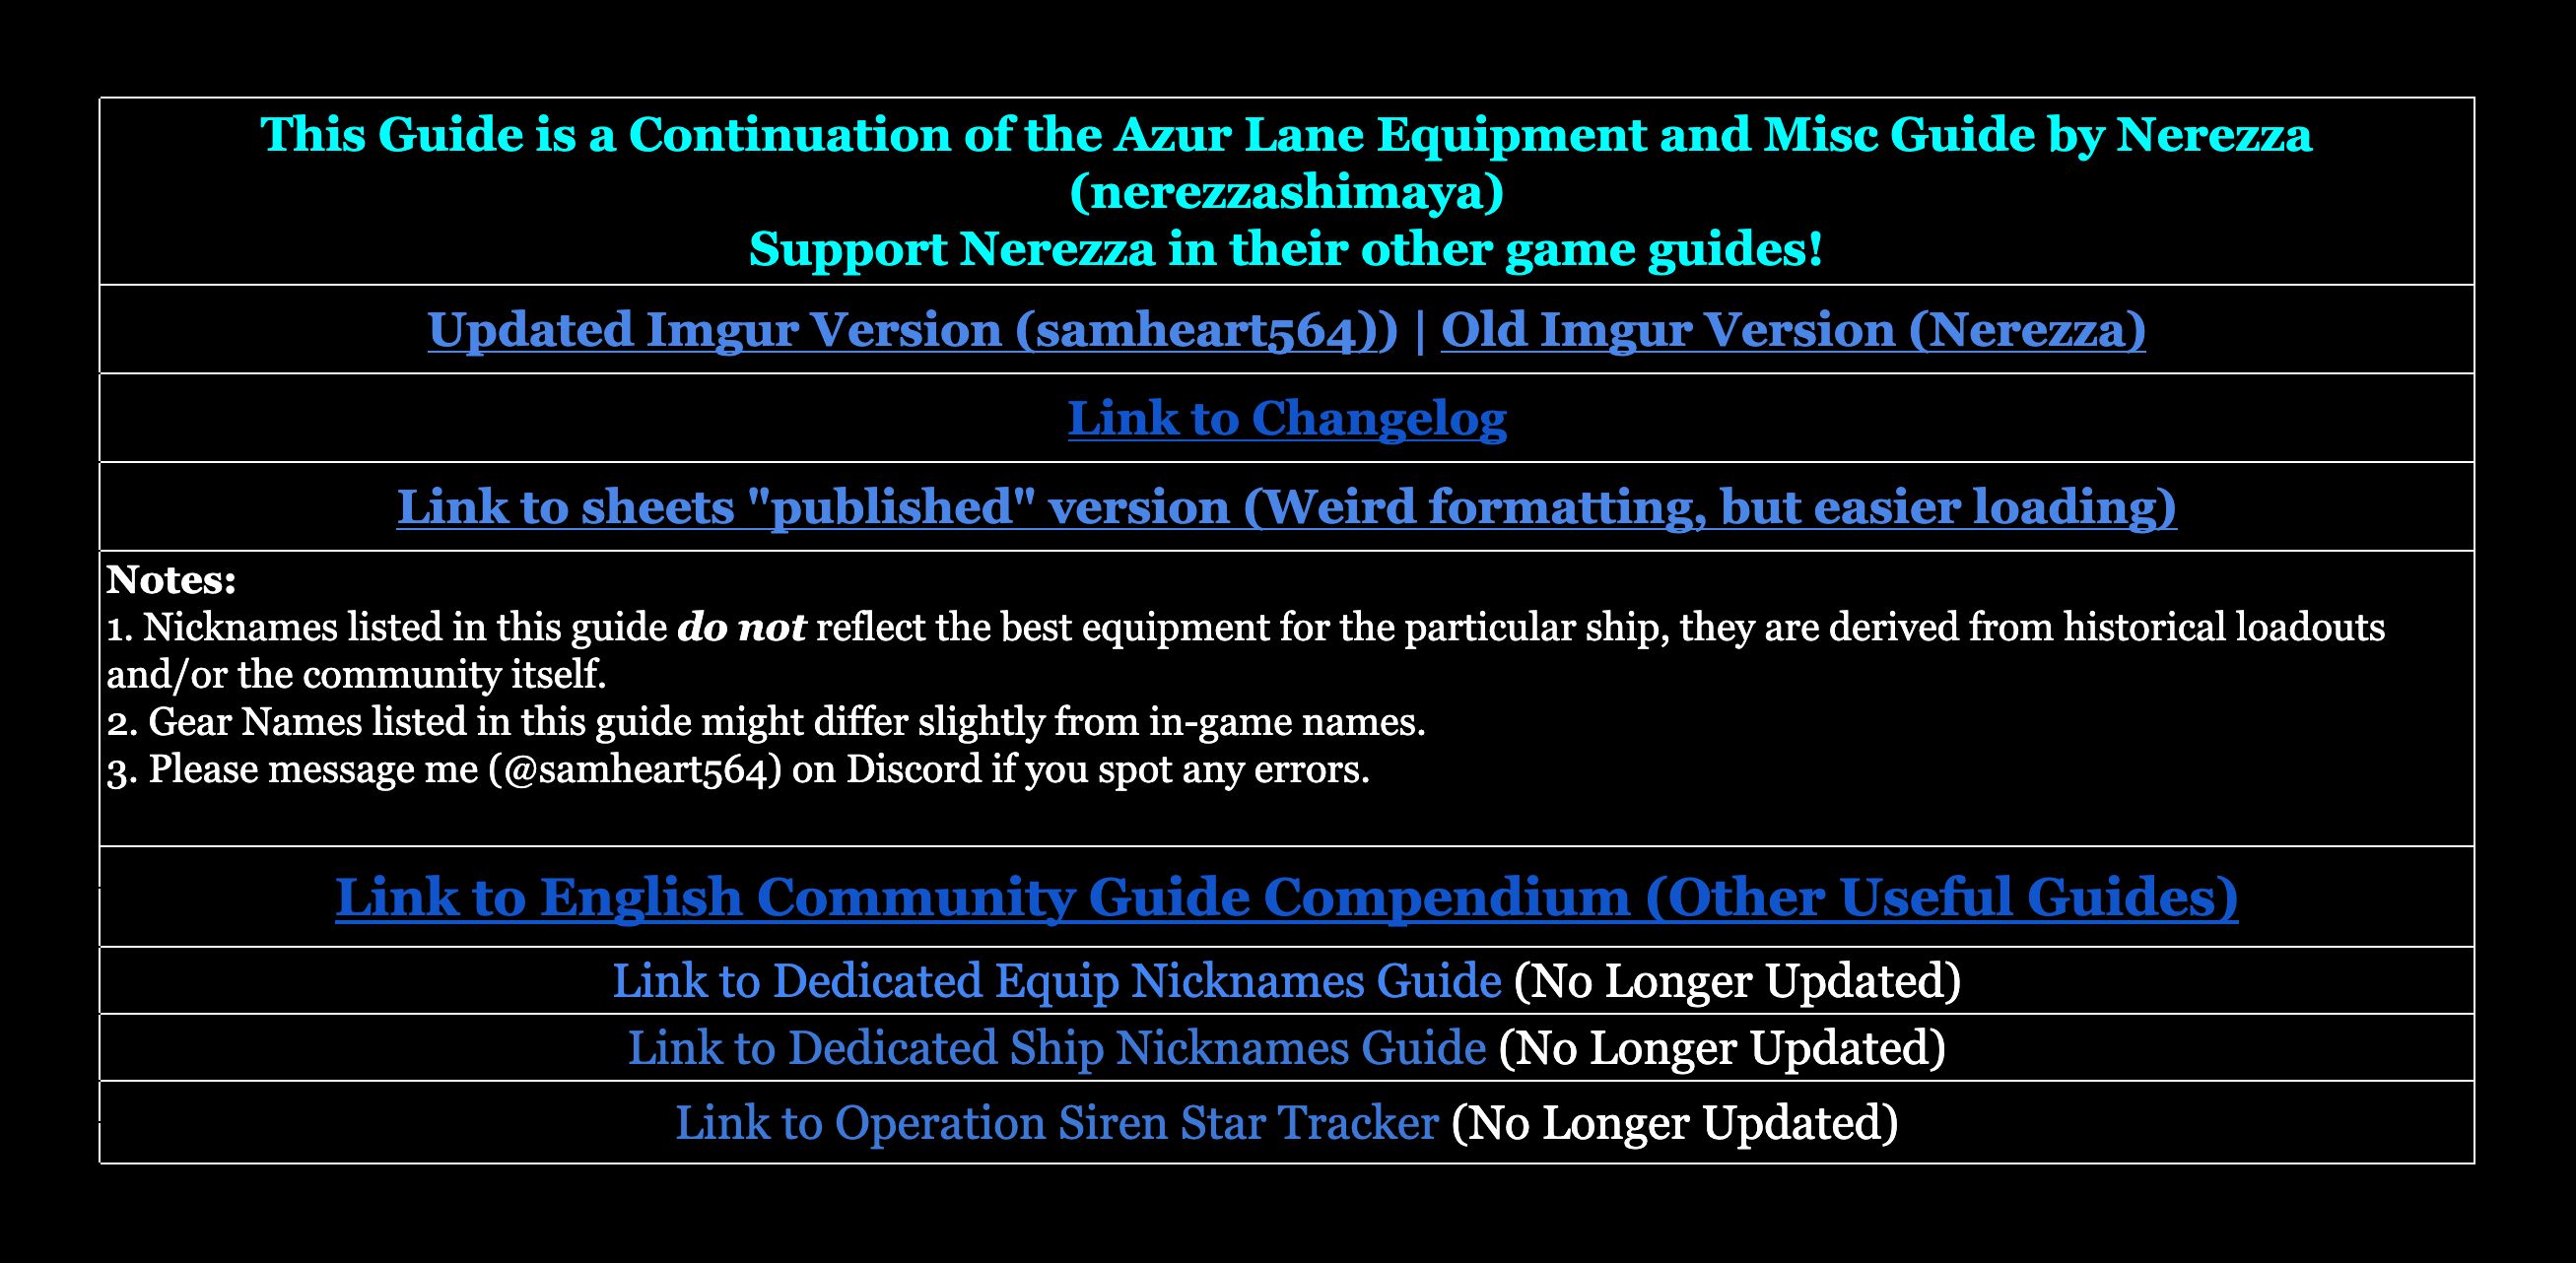 This Guide is a Continuation of the Azur Lane Equipment and Misc Guide by Nerezza
(nerezzashimaya)
Support Nerezza in their other game guides!
Updated Imgur Version (samheart564)) | Old Imgur Version (Nerezza)
Link to Changelog
Link to sheets "published" version (Weird formatting, but easier loading)
Notes:
1. Nicknames listed in this guide do not reflect the best equipment for the particular ship, they are derived from historical loadouts
and/or the community itself.
2. Gear Names listed in this guide might differ slightly from in-game names.
3. Please message me (@samheart564) on Discord if you spot any errors.
Link to English Community Guide Compendium (Other Useful Guides)
Link to Dedicated Equip Nicknames Guide (No Longer Updated)
Link to Dedicated Ship Nicknames Guide (No Longer Updated)
Link to Operation Siren Star Tracker (No Longer Updated)